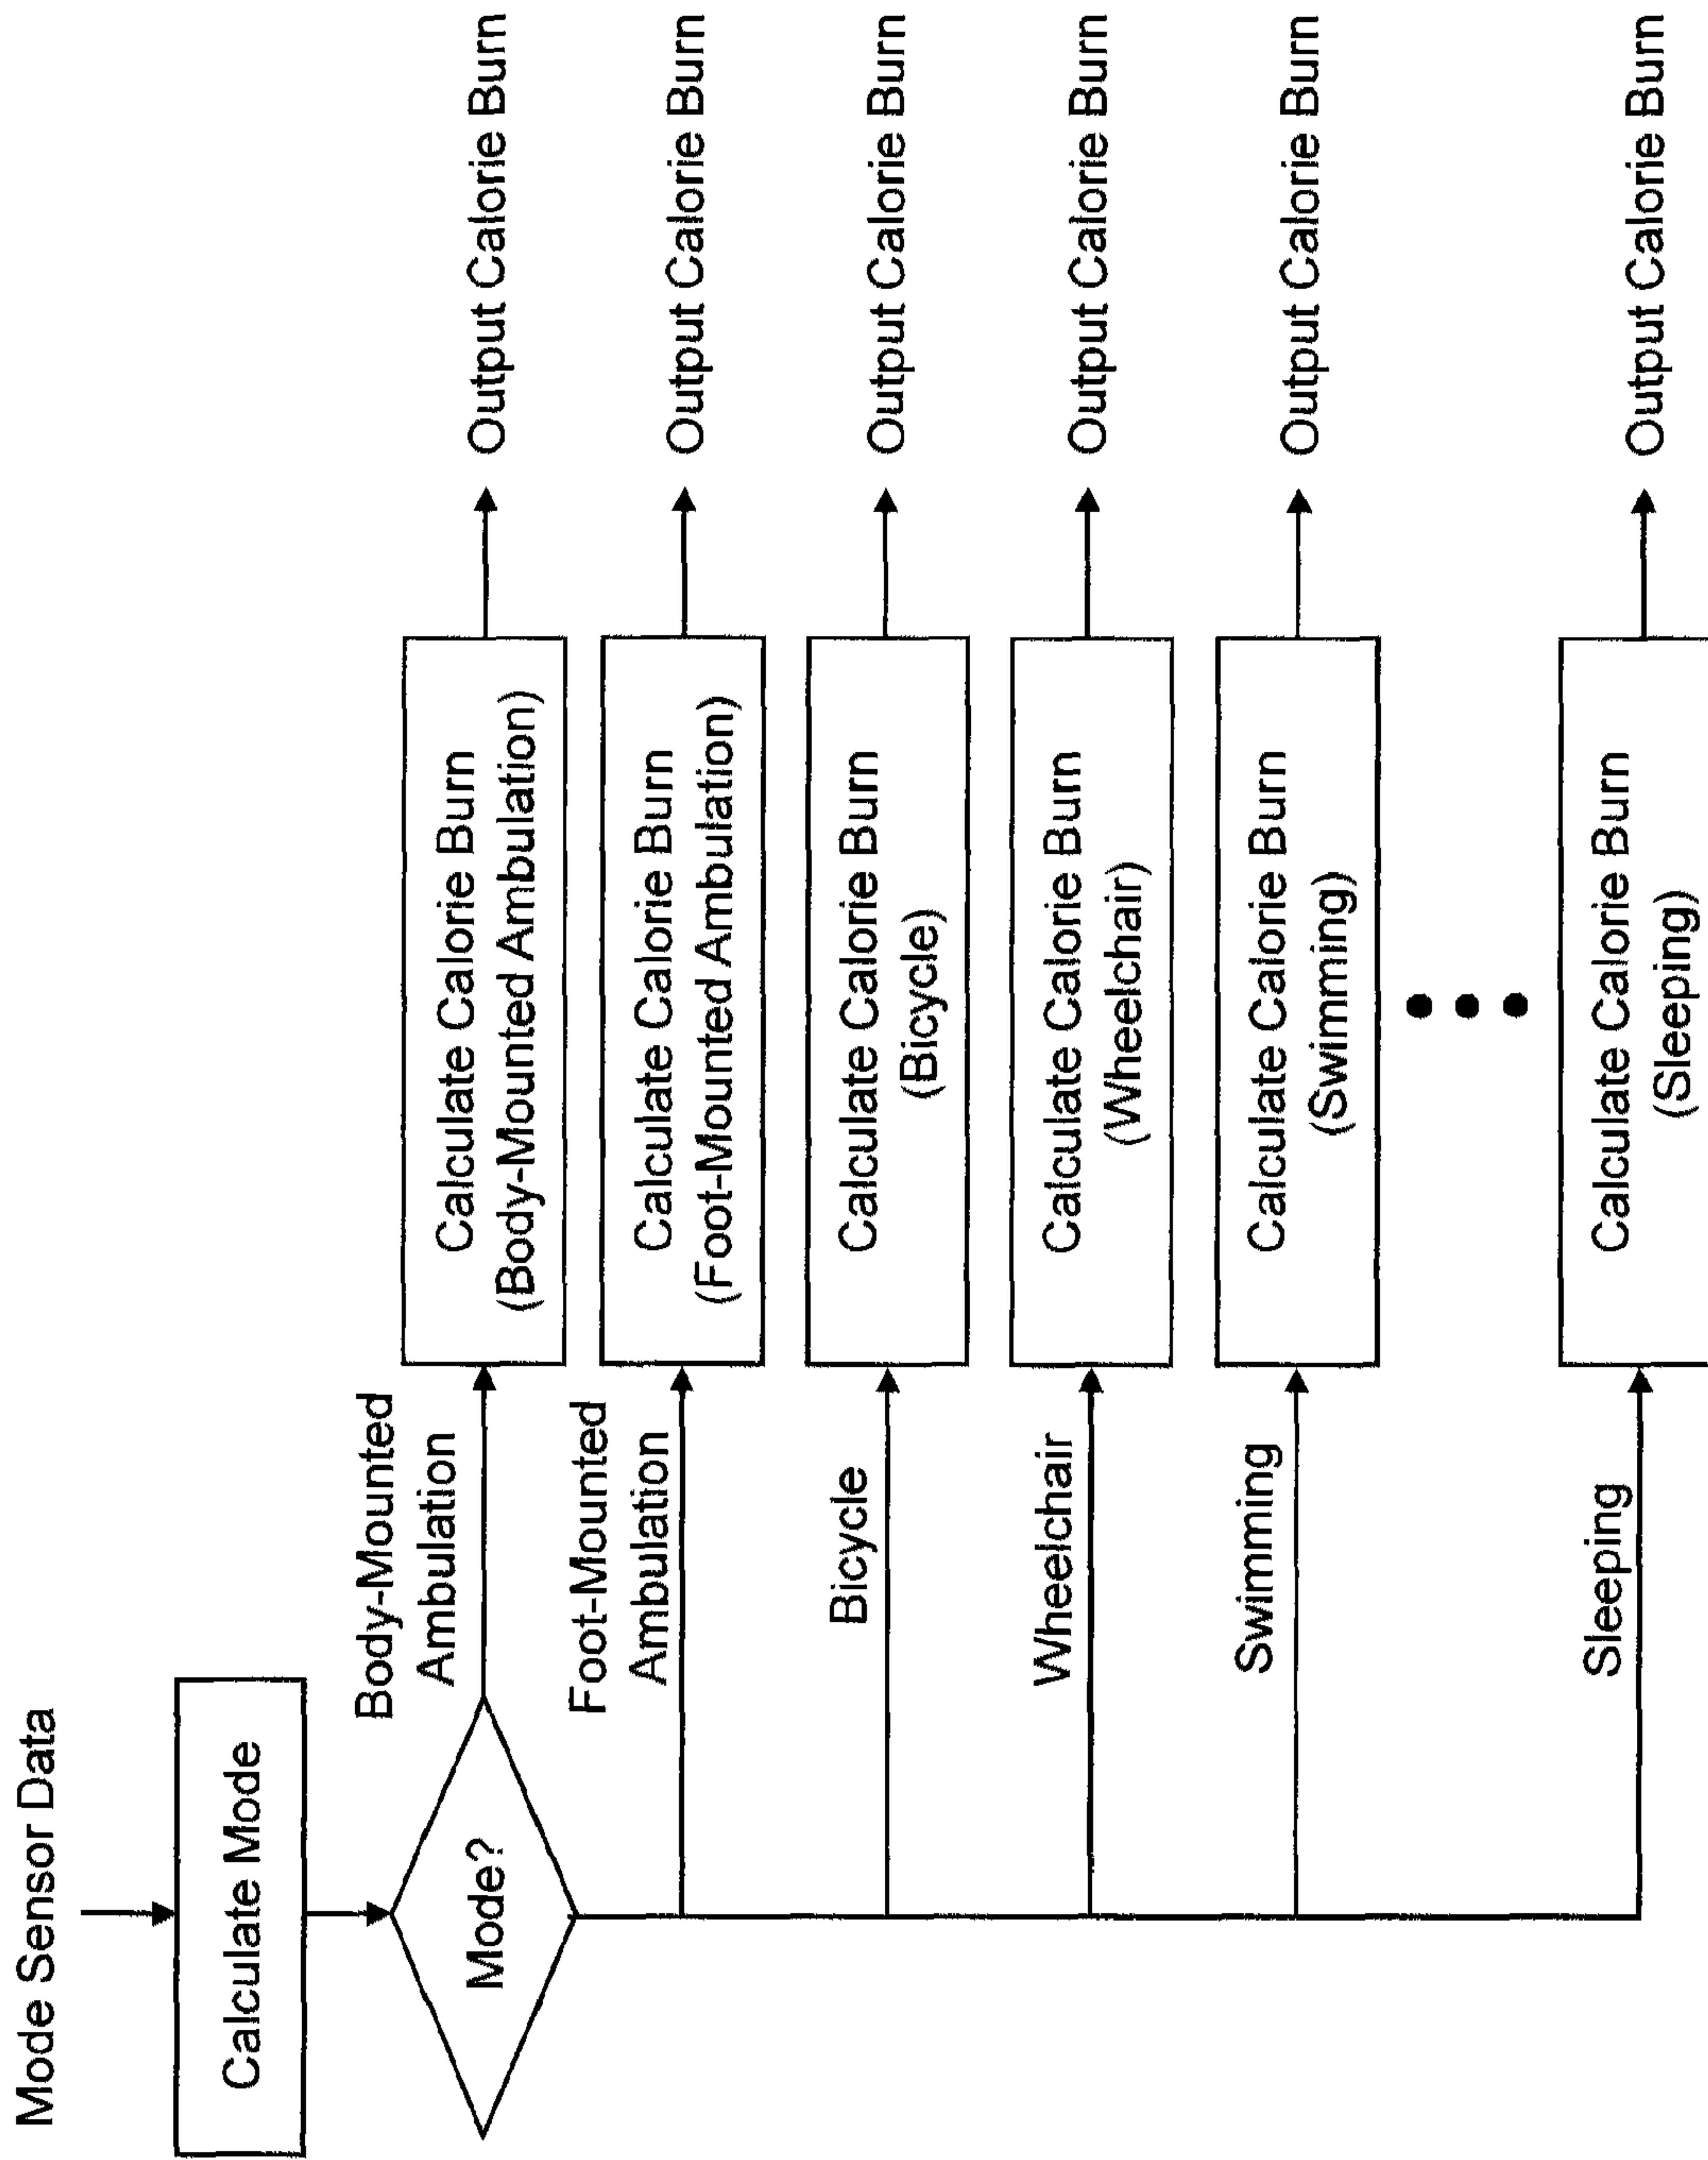 Mode Sensor Data
Calculate Mode
Mode?
Body-Mounted
Ambulation
Calculate Calorie Burn
(Body-Mounted Ambulation)
Output Calorie Burn
Foot-Mounted
Ambulation
Calculate Calorie Burn
(Foot-Mounted Ambulation)
Output Calorie Burn
Bicycle
Calculate Calorie Burn
(Bicycle)
Output Calorie Burn
Wheelchair
Calculate Calorie Burn
(Wheelchair)
Output Calorie Burn
Swimming
Calculate Calorie Burn
(Swimming)
Output Calorie Burn
Sleeping
Calculate Calorie Burn
(Sleeping)
Output Calorie Burn